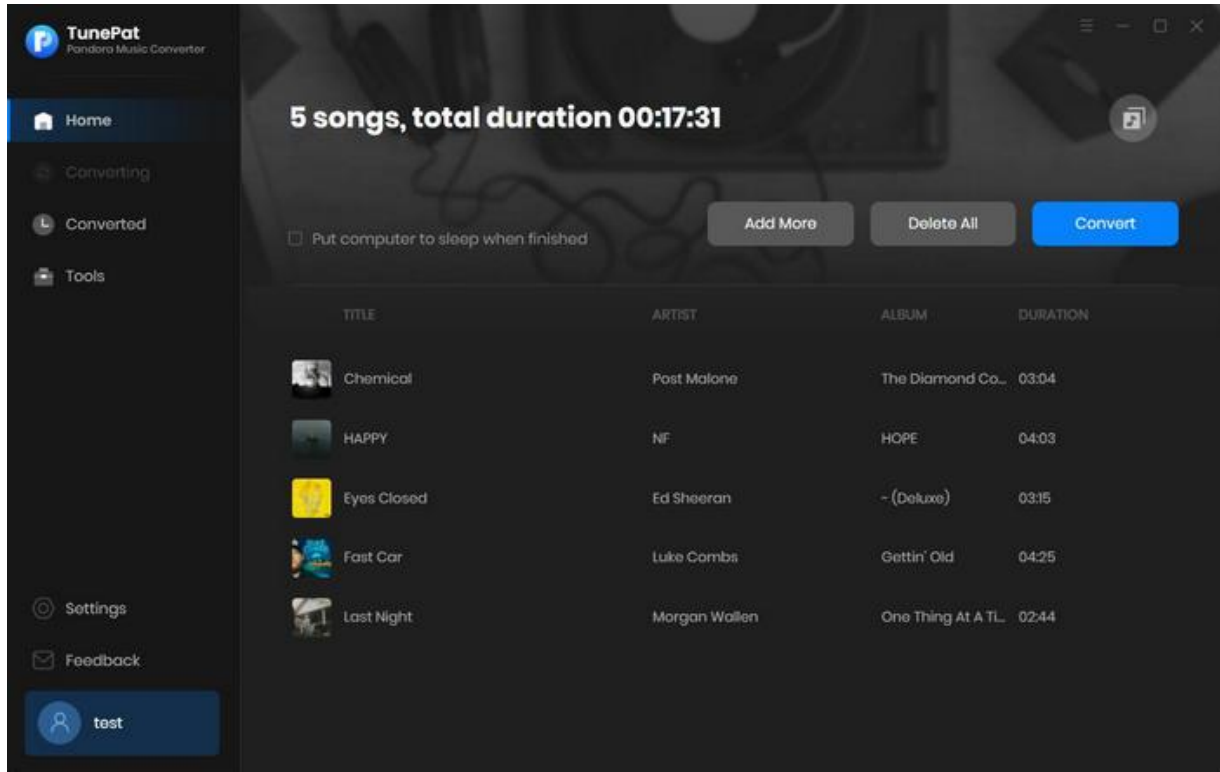 TunePat
Pandora Music Converter
Home
Converting
Converted
Tools
Settings
Feedback
test
5 songs, total duration 00:17:31
Put computer to sleep when finished
Add More
Delete All
Convert
TITLE ARTIST ALBUM DURATION
Chemical Post Malone The Diamond Co... 03:04
HAPPY NF HOPE 04:03
Eyes Closed Ed Sheeran - (Deluxe) 03:15
Fast Car Luke Combs Gettin' Old 04:25
Last Night Morgan Wallen One Thing At A Ti... 02:44